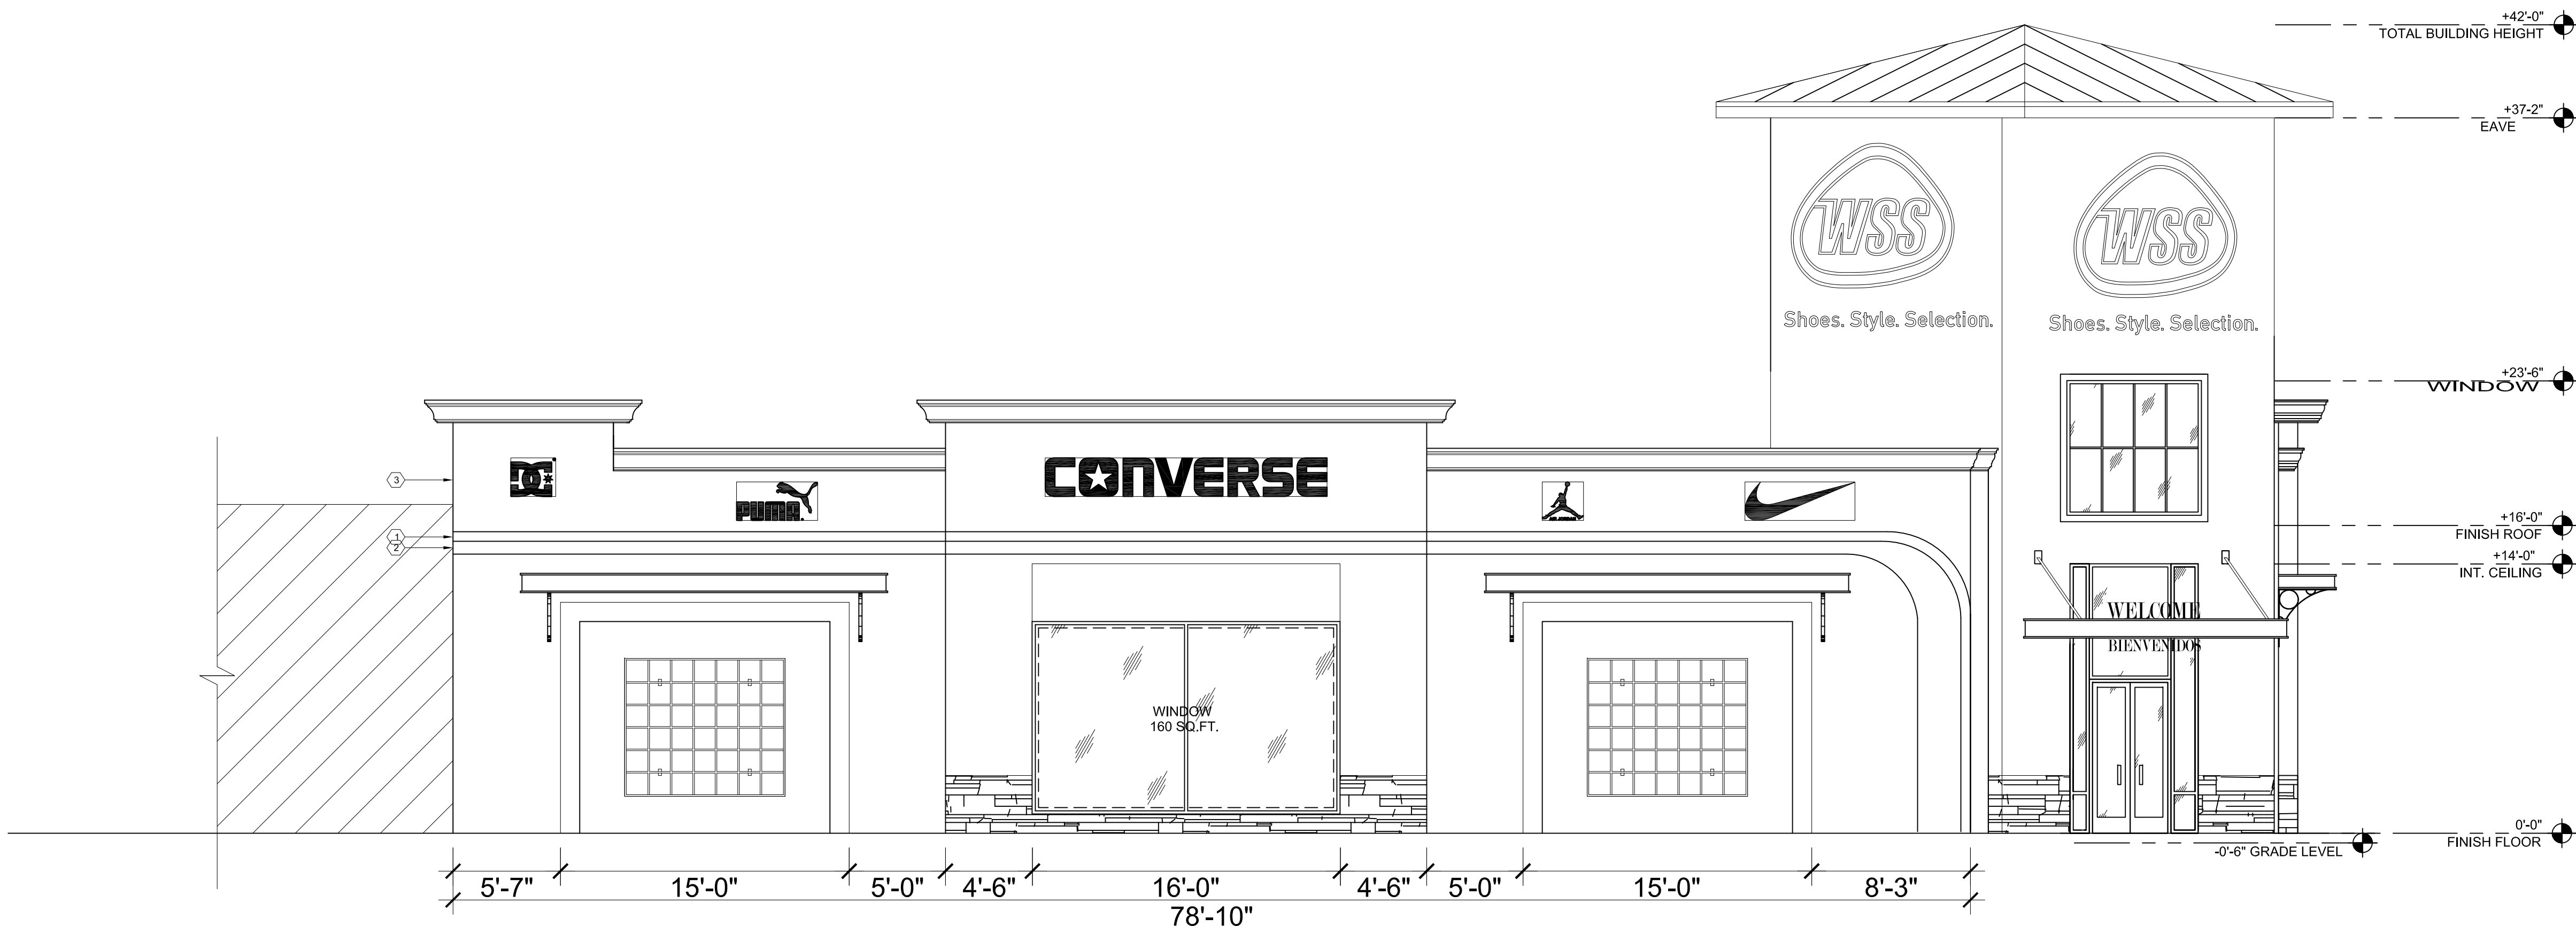 +42'-0"
TOTAL BUILDING HEIGHT
+37-2"
EAVE
WSS
Shoes. Style. Selection.
WSS
Shoes. Style. Selection.
+23'-6"
WINDOW
3
DC
PUMA.
CONVERSE
AIR JORDAN
+16'-0"
FINISH ROOF
1
2
+14'-0"
INT. CEILING
WELCOME
BIENVENIDOS
WINDOW
160 SQ.FT.
0'-0"
FINISH FLOOR
-0'-6" GRADE LEVEL
5'-7" 15'-0" 5'-0" 4'-6" 16'-0" 4'-6" 5'-0" 15'-0" 8'-3"
78'-10"